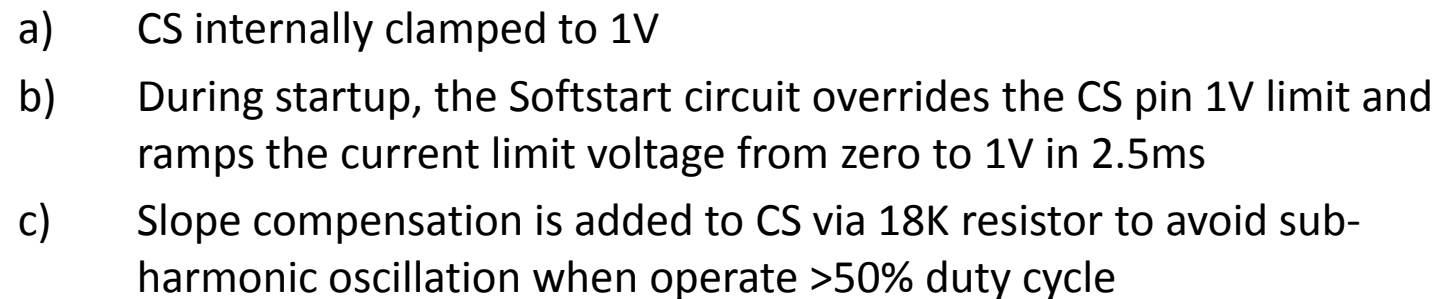 a) CS internally clamped to 1V
b) During startup, the Softstart circuit overrides the CS pin 1V limit and
ramps the current limit voltage from zero to 1V in 2.5ms
c) Slope compensation is added to CS via 18K resistor to avoid sub-
harmonic oscillation when operate >50% duty cycle